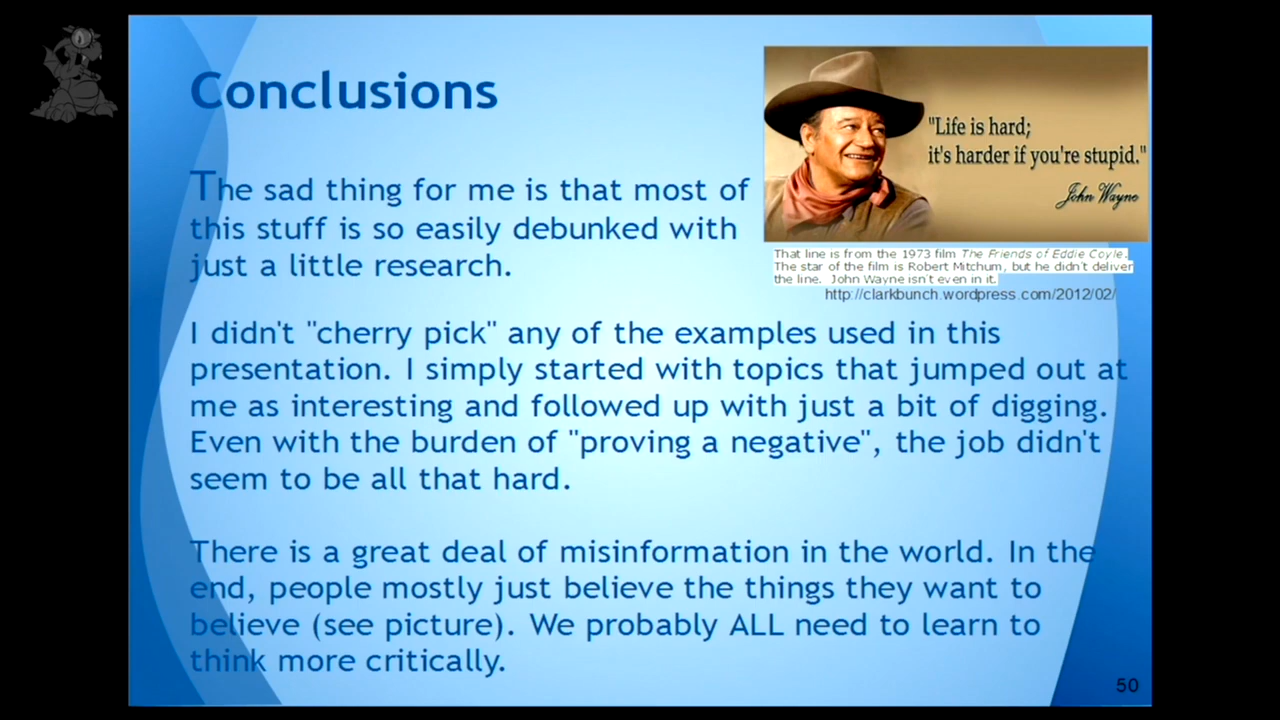 Conclusions
"Life is hard;
it's harder if you're stupid."
John Wayne
The sad thing for me is that most of
this stuff is so easily debunked with
just a little research.
That line is from the 1973 film The Friends of Eddie Coyle.
The star of the film is Robert Mitchum, but he didn't deliver
the line. John Wayne isn't even in it.
http://clarkbunch.wordpress.com/2012/02/
I didn't "cherry pick" any of the examples used in this
presentation. I simply started with topics that jumped out at
me as interesting and followed up with just a bit of digging.
Even with the burden of "proving a negative", the job didn't
seem to be all that hard.
There is a great deal of misinformation in the world. In the
end, people mostly just believe the things they want to
believe (see picture). We probably ALL need to learn to
think more critically.
50